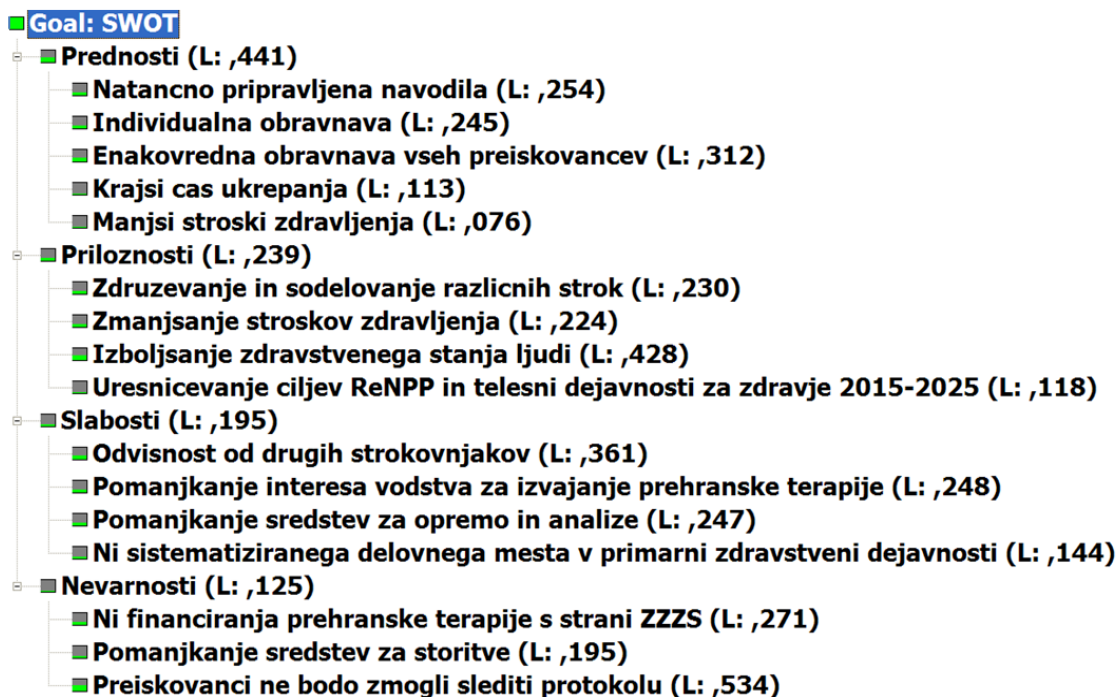 Goal: SWOT
Prednosti (L: ,441)
Natancno pripravljena navodila (L: ,254)
Individualna obravnava (L: ,245)
Enakovredna obravnava vseh preiskovancev (L: ,312)
Krajsi cas ukrepanja (L: ,113)
Manjsi stroski zdravljenja (L: ,076)
Priloznosti (L: ,239)
Zdruzevanje in sodelovanje razlicnih strok (L: ,230)
Zmanjsanje stroskov zdravljenja (L: ,224)
Izboljsanje zdravstvenega stanja ljudi (L: ,428)
Uresnicevanje ciljev ReNPP in telesni dejavnosti za zdravje 2015-2025 (L: ,118)
Slabosti (L: ,195)
Odvisnost od drugih strokovnjakov (L: ,361)
Pomanjkanje interesa vodstva za izvajanje prehranske terapije (L: ,248)
Pomanjkanje sredstev za opremo in analize (L: ,247)
Ni sistematiziranega delovnega mesta v primarni zdravstveni dejavnosti (L: ,144)
Nevarnosti (L: ,125)
Ni financiranja prehranske terapije s strani ZZZS (L: ,271)
Pomanjkanje sredstev za storitve (L: ,195)
Preiskovanci ne bodo zmogli slediti protokolu (L: ,534)